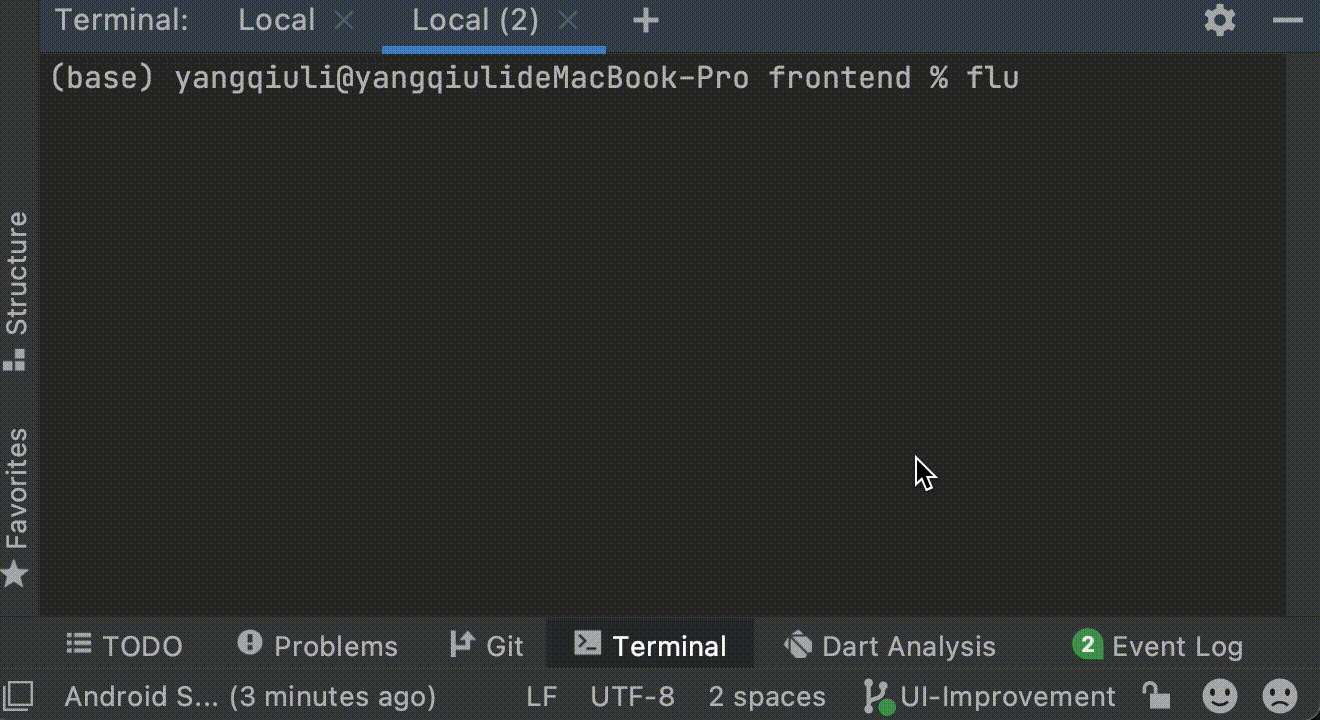 Terminal: Local Local (2)
(base) yangqiuli@yangqiulideMacBook-Pro frontend % flu
Structure
Favorites
TODO Problems Git Terminal Dart Analysis 2 Event Log
Android S... (3 minutes ago) LF UTF-8 2 spaces UI-Improvement